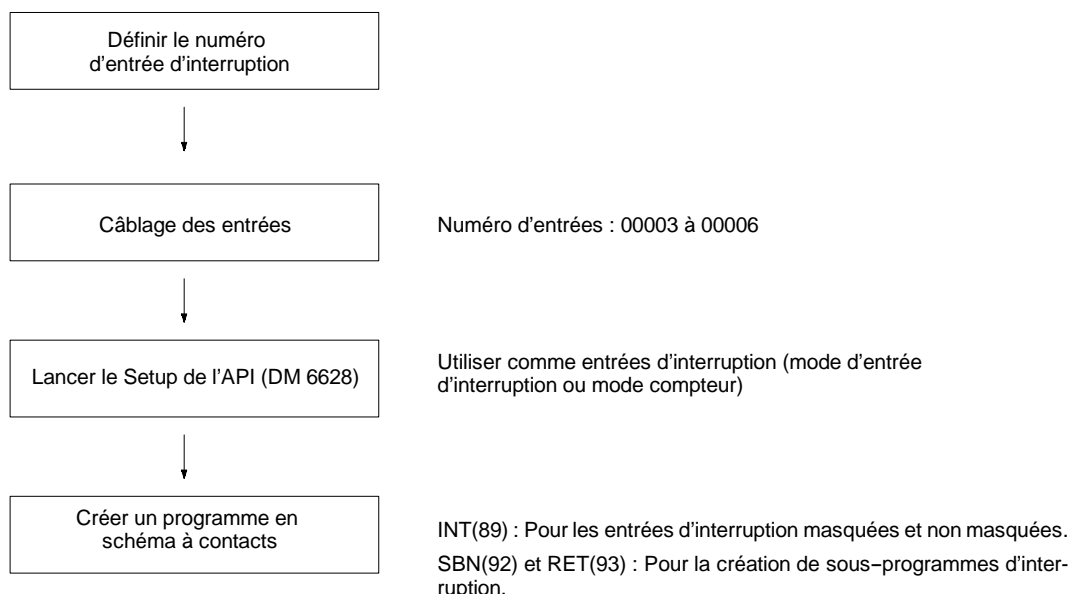 Définir le numéro
d'entrée d'interruption
Câblage des entrées
Numéro d'entrées : 00003 à 00006
Lancer le Setup de l'API (DM 6628)
Utiliser comme entrées d'interruption (mode d'entrée
d'interruption ou mode compteur)
Créer un programme en
schéma à contacts
INT(89) : Pour les entrées d'interruption masquées et non masquées.
SBN(92) et RET(93) : Pour la création de sous-programmes d'inter-
ruption.